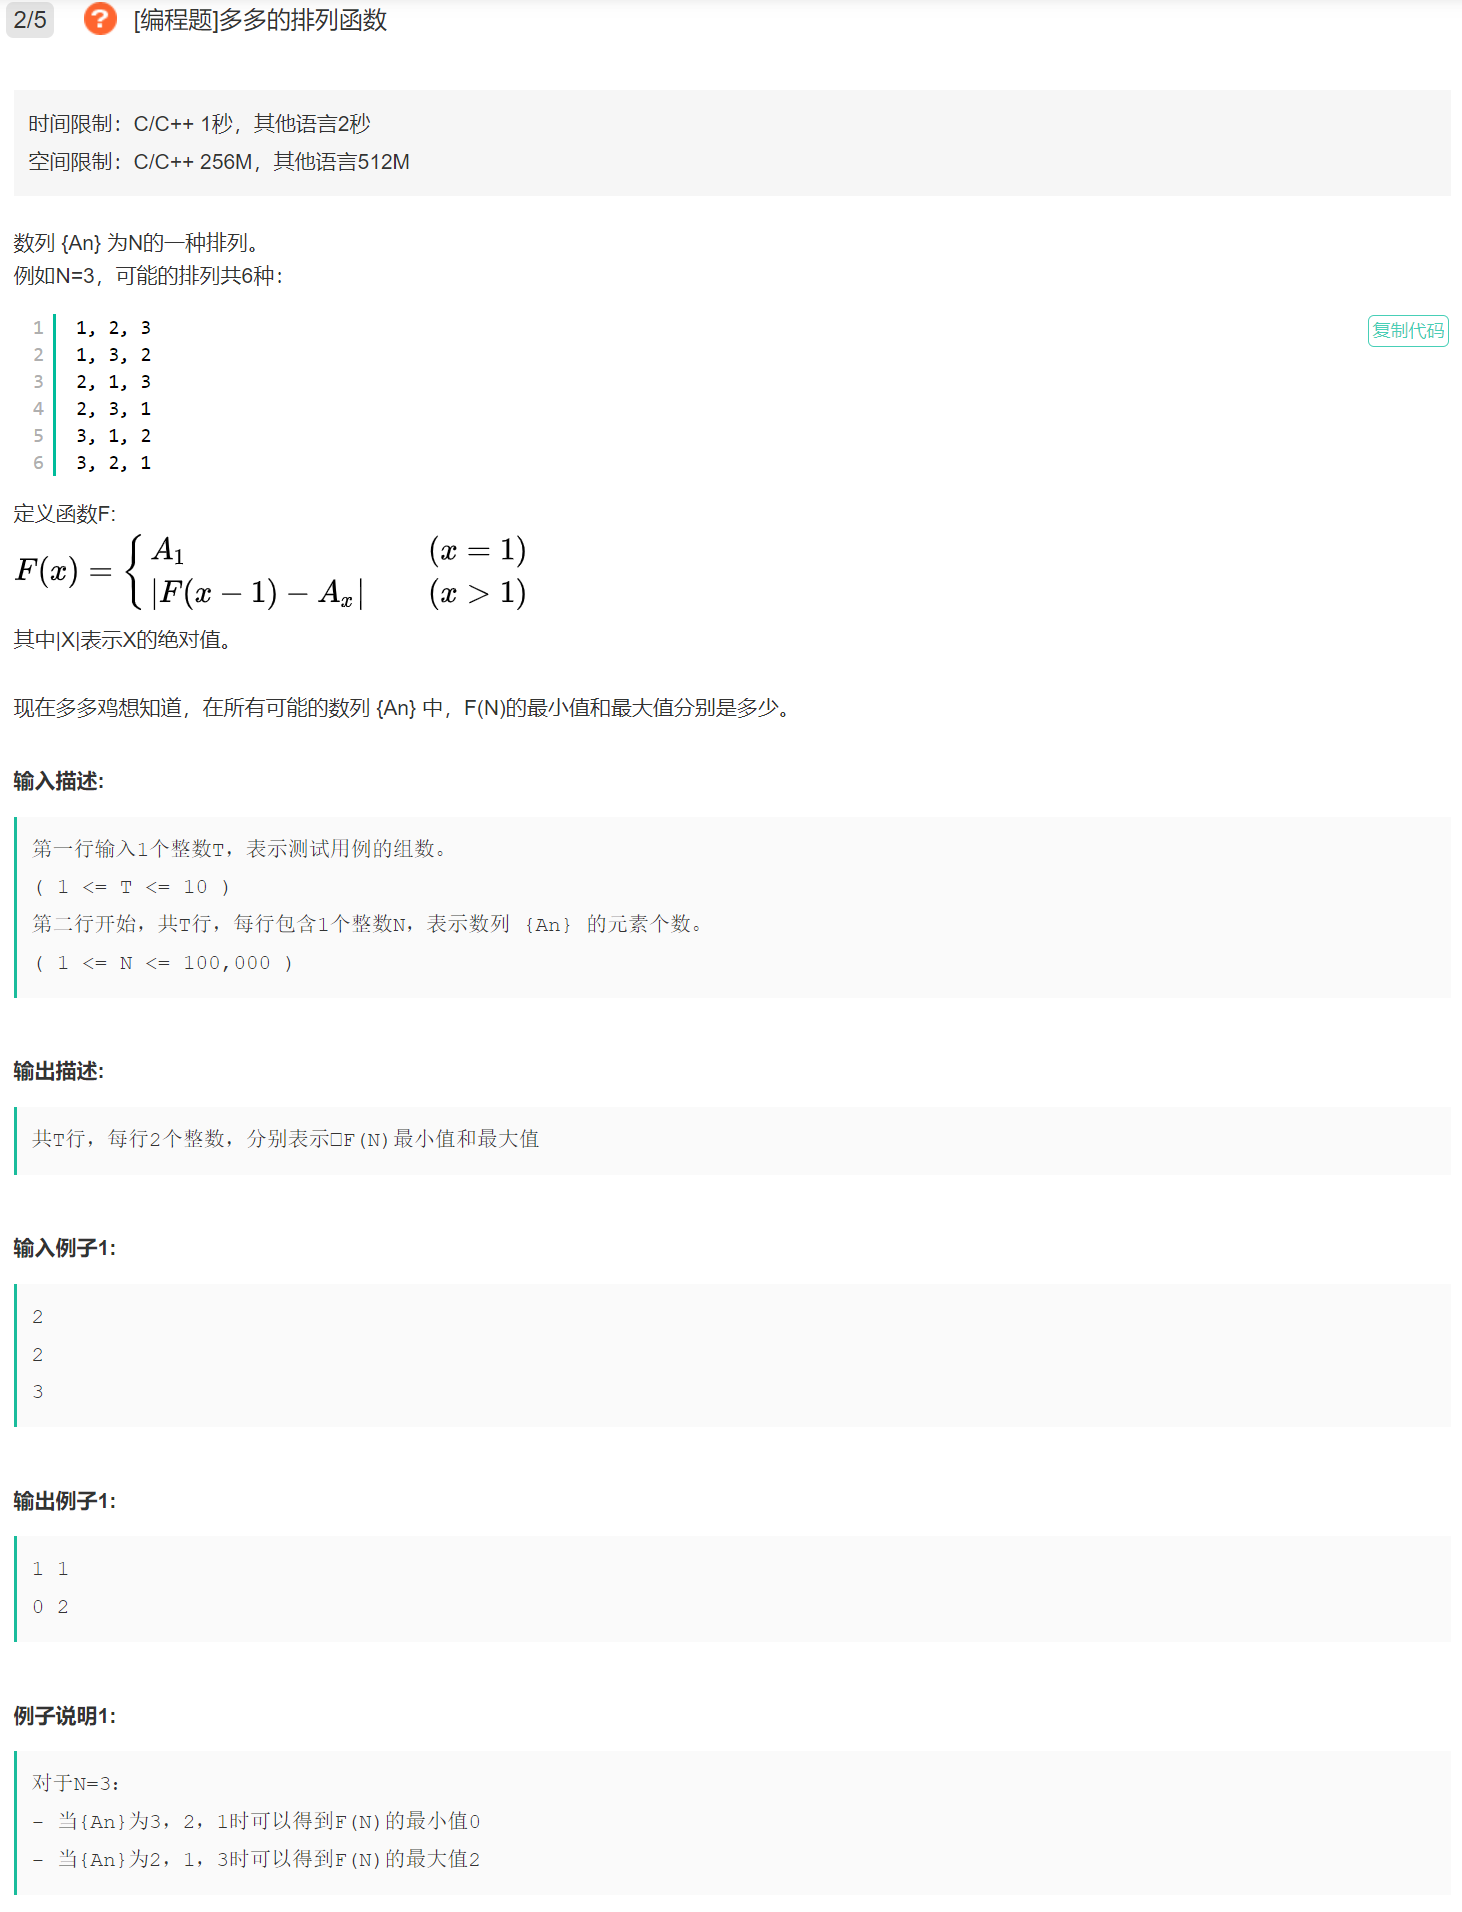 2/5 ? [编程题]多多的排列函数
时间限制：C/C++ 1秒，其他语言2秒
空间限制：C/C++ 256M，其他语言512M
数列 {An} 为N的一种排列。
例如N=3，可能的排列共6种：
复制代码
1 1, 2, 3
2 1, 3, 2
3 2, 1, 3
4 2, 3, 1
5 3, 1, 2
6 3, 2, 1
定义函数F:
F(x) = { A₁ (x = 1)
|F(x − 1) − Aₓ| (x > 1)
其中|X|表示X的绝对值。
现在多多鸡想知道，在所有可能的数列 {An} 中，F(N)的最小值和最大值分别是多少。
输入描述:
第一行输入1个整数T，表示测试用例的组数。
( 1 <= T <= 10 )
第二行开始，共T行，每行包含1个整数N，表示数列 {An} 的元素个数。
( 1 <= N <= 100,000 )
输出描述:
共T行，每行2个整数，分别表示□F(N)最小值和最大值
输入例子1:
2
2
3
输出例子1:
1 1
0 2
例子说明1:
对于N=3：
- 当{An}为3，2，1时可以得到F(N)的最小值0
- 当{An}为2，1，3时可以得到F(N)的最大值2